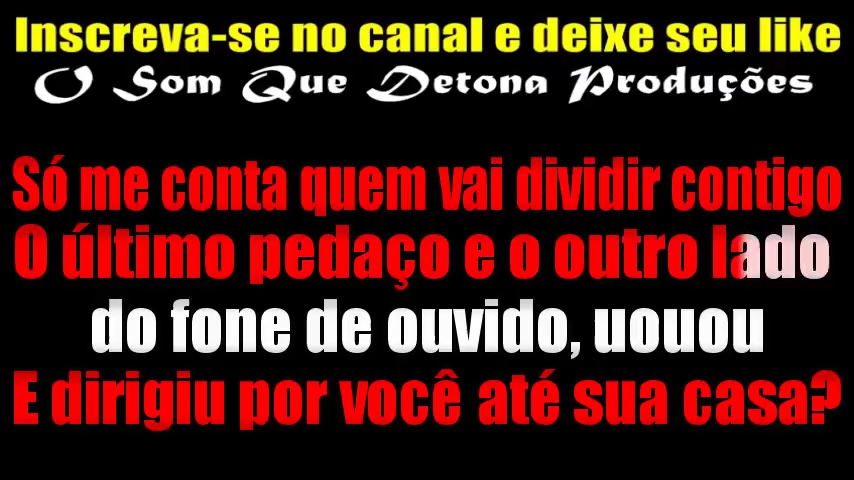 Inscreva-se no canal e deixe seu like
O Som Que Detona Produções
Só me conta quem vai dividir contigo
O último pedaço e o outro lado
do fone de ouvido, uouou
E dirigiu por você até sua casa?